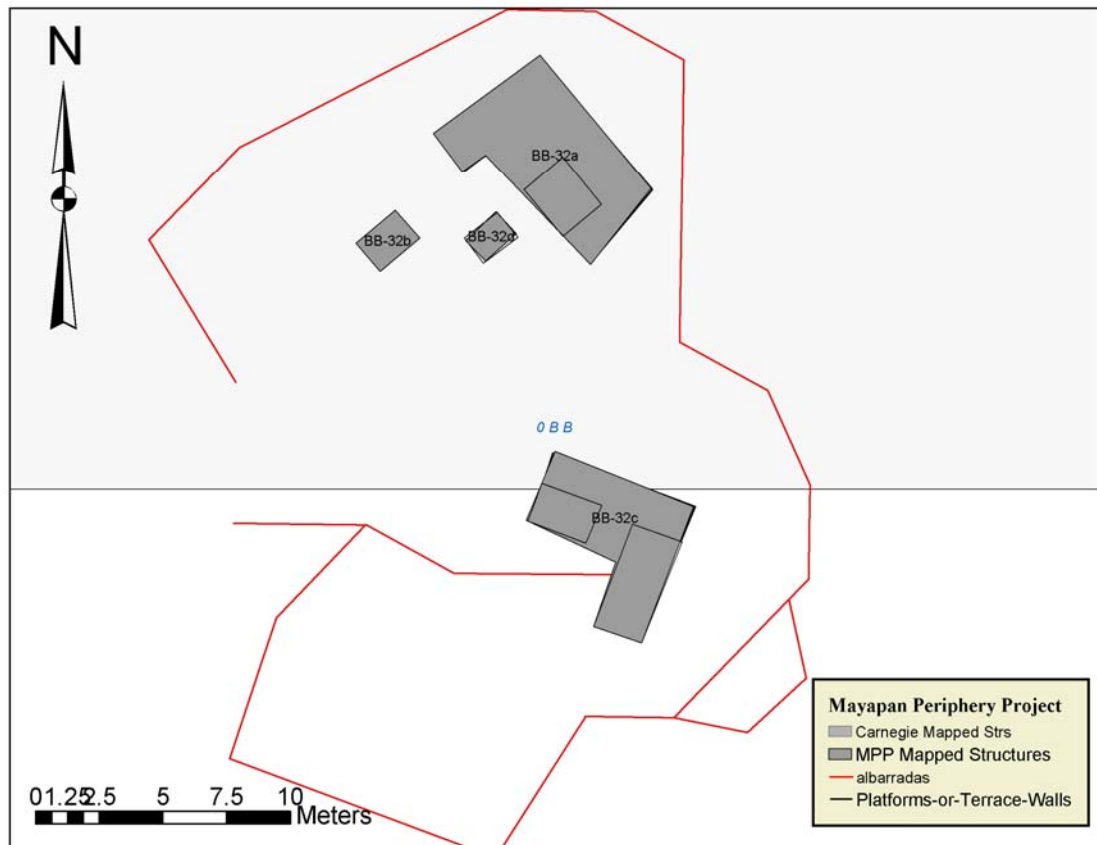 N
BB-32a
BB-32b
BB-32d
0 B B
BB-32c
Mayapan Periphery Project
Carnegie Mapped Strs
MPP Mapped Structures
albarradas
Platforms-or-Terrace-Walls
01.252.5 5 7.5 10
Meters